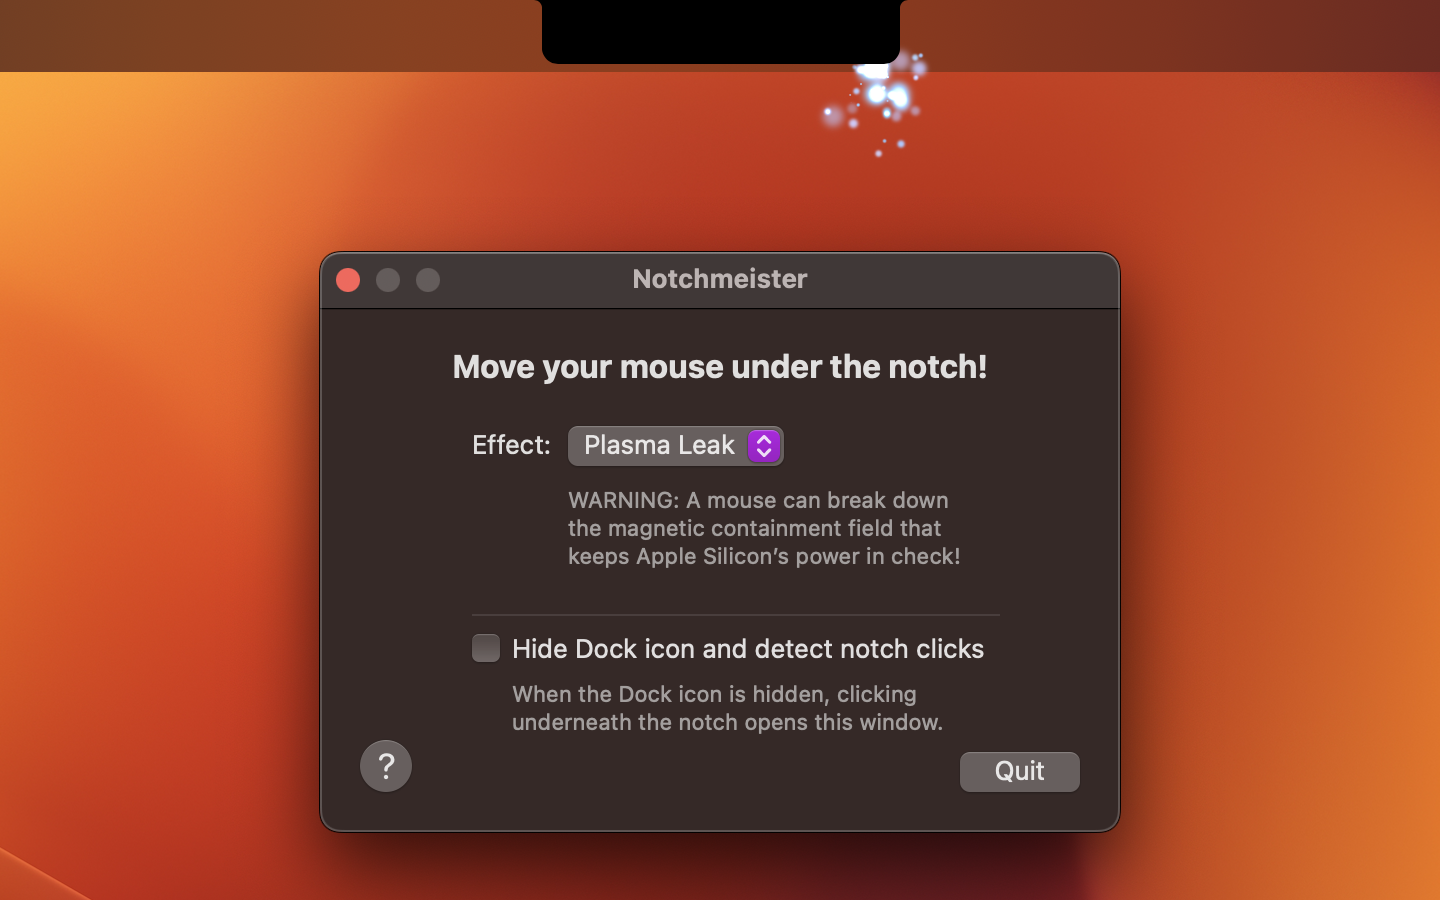 Notchmeister
Move your mouse under the notch!
Effect: Plasma Leak
WARNING: A mouse can break down
the magnetic containment field that
keeps Apple Silicon’s power in check!
Hide Dock icon and detect notch clicks
When the Dock icon is hidden, clicking
underneath the notch opens this window.
?
Quit